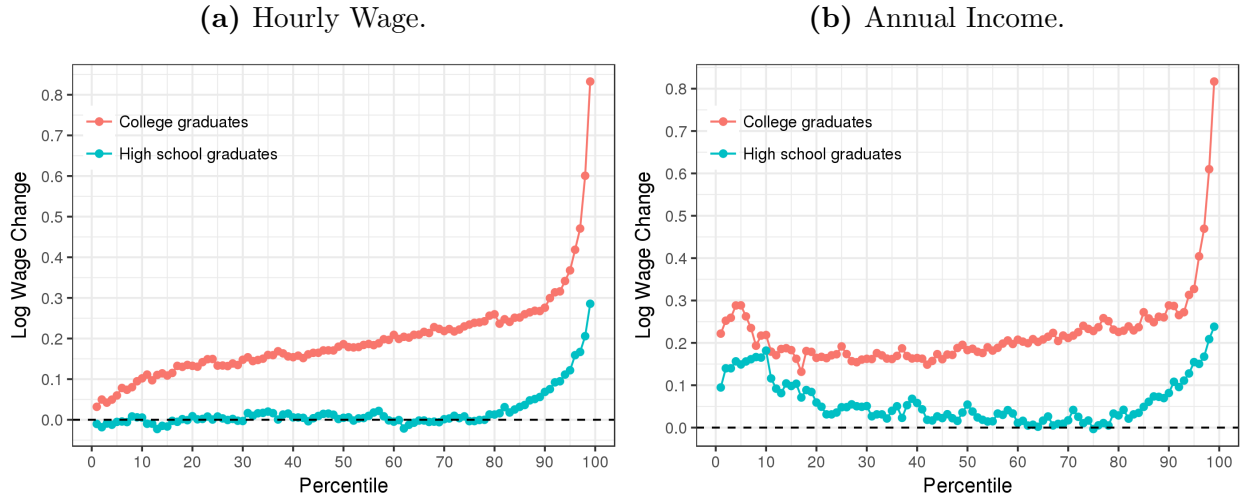 (a) Hourly Wage.
Log Wage Change
0.8
0.7
0.6
0.5
0.4
0.3
0.2
0.1
0.0
College graduates
High school graduates
0 10 20 30 40 50 60 70 80 90 100
Percentile
(b) Annual Income.
Log Wage Change
0.8
0.7
0.6
0.5
0.4
0.3
0.2
0.1
0.0
College graduates
High school graduates
0 10 20 30 40 50 60 70 80 90 100
Percentile